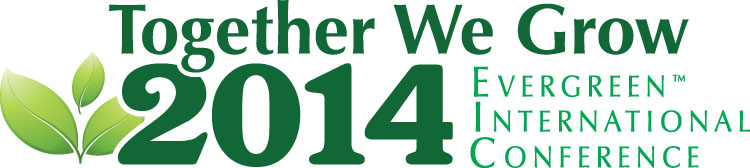 Together We Grow
2014
Evergreen™
International
Conference